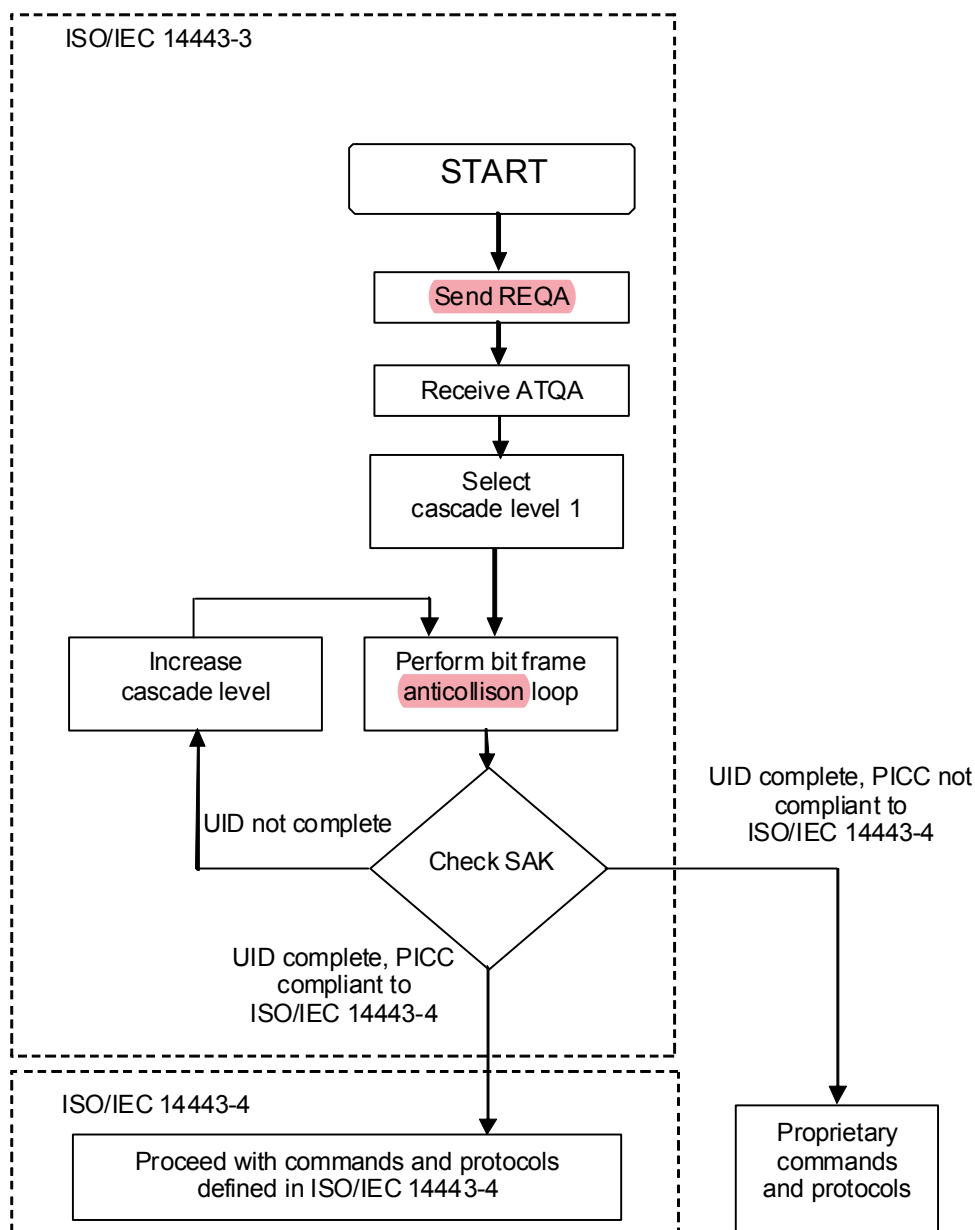 ISO/IEC 14443-3
START
Send REQA
Receive ATQA
Select
cascade level 1
Increase
cascade level
Perform bit frame
anticollison loop
UID not complete
Check SAK
UID complete, PICC not
compliant to
ISO/IEC 14443-4
UID complete, PICC
compliant to
ISO/IEC 14443-4
ISO/IEC 14443-4
Proceed with commands and protocols
defined in ISO/IEC 14443-4
Proprietary
commands
and protocols